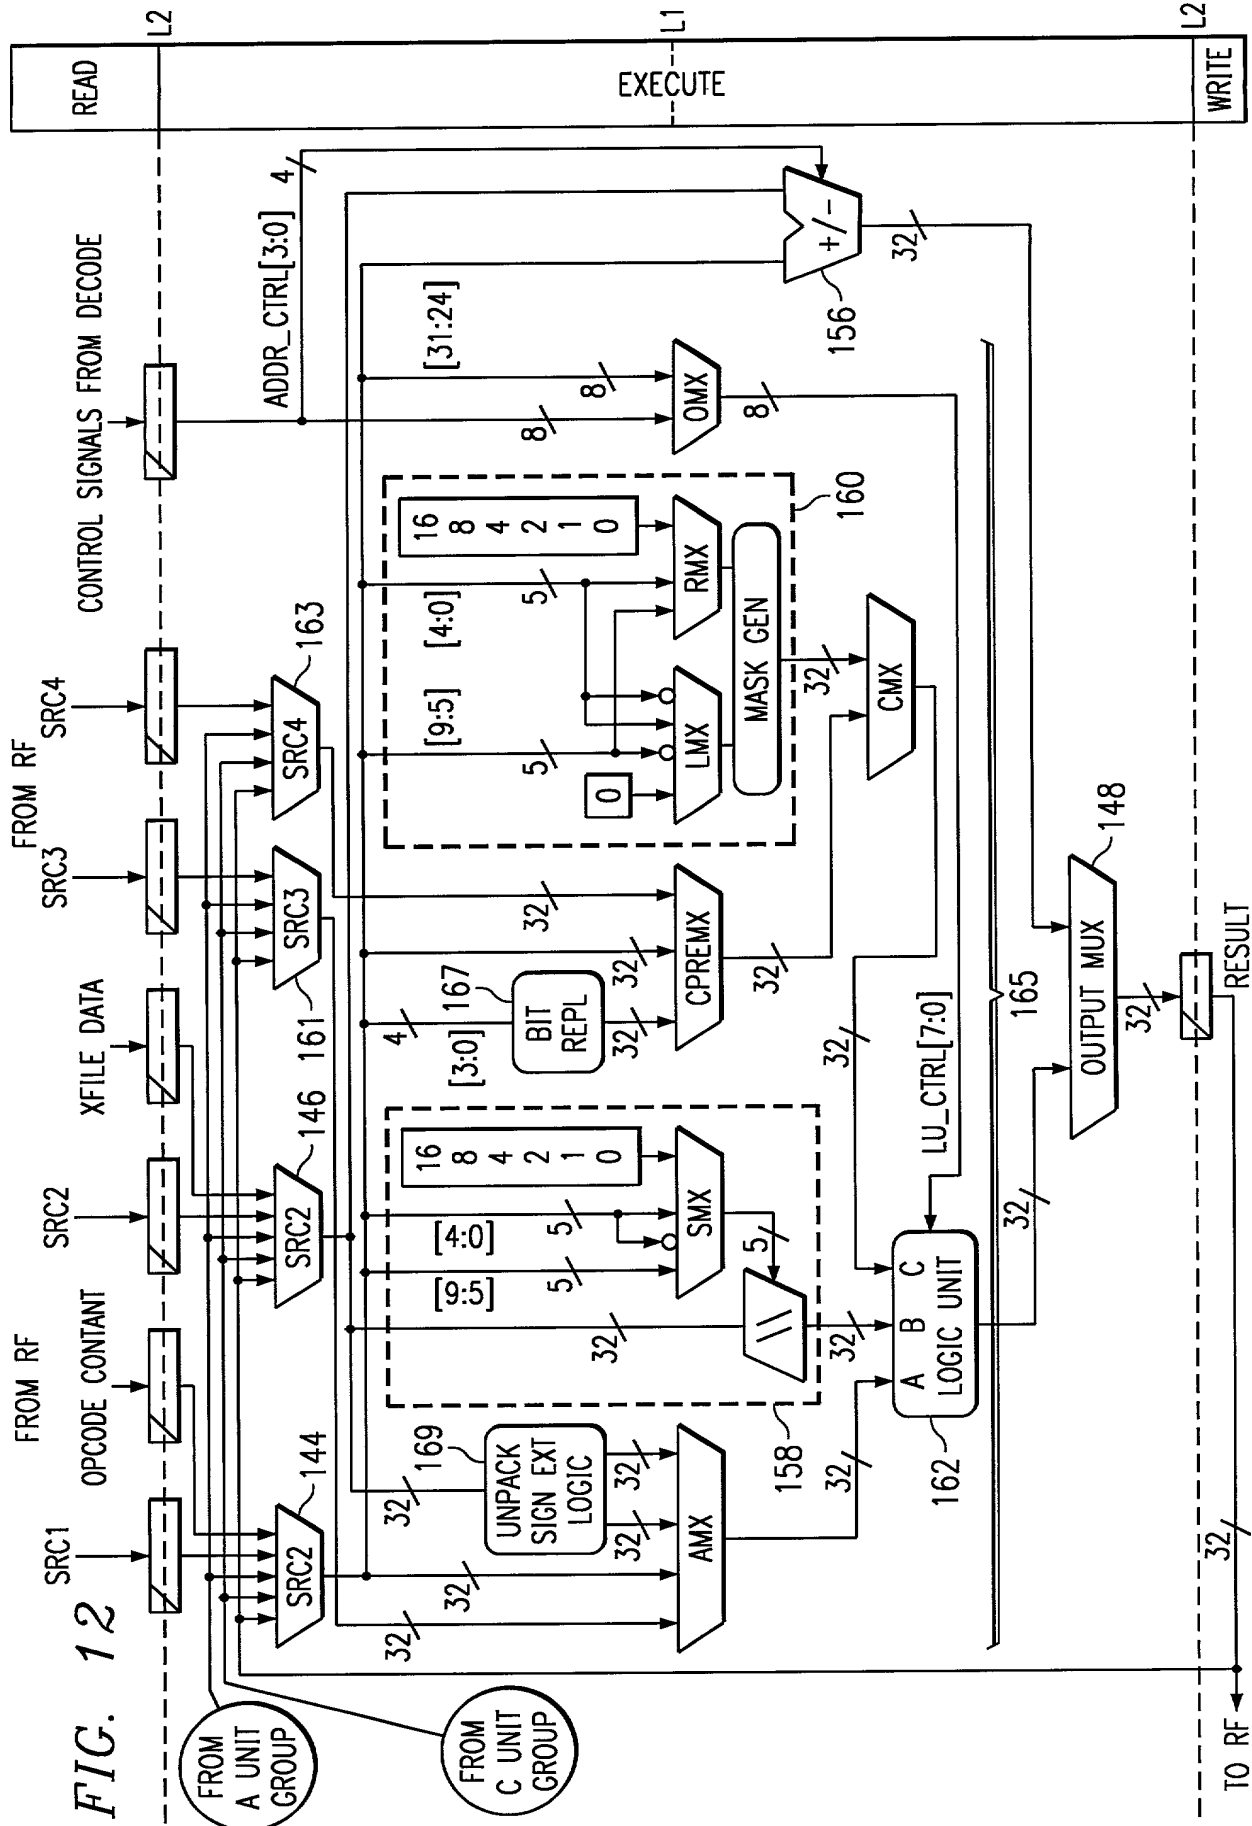 FIG. 12
FROM RF
SRC1
OPCODE CONTANT
SRC2
XFILE DATA
FROM RF
SRC3
SRC4
CONTROL SIGNALS FROM DECODE
READ
L2
FROM
A UNIT
GROUP
FROM
C UNIT
GROUP
SRC2
144
SRC2
146
SRC3
161
SRC4
163
ADDR_CTRL[3:0]
4
EXECUTE
L1
32
32
32
169
UNPACK
SIGN EXT
LOGIC
32
32
AMX
158
32
[9:5]
5
[4:0]
5
16
8
4
2
1
0
SMX
5
\\
32
4
[3:0]
167
BIT
REPL
32
32
32
CPREMX
32
[9:5]
5
0
[4:0]
5
16
8
4
2
1
0
LMX
RMX
MASK GEN
160
32
CMX
8
[31:24]
8
OMX
8
+/-
156
32
32
32
A B C
LOGIC UNIT
162
LU_CTRL[7:0]
165
32
OUTPUT MUX
148
32
RESULT
32
TO RF
L2
WRITE